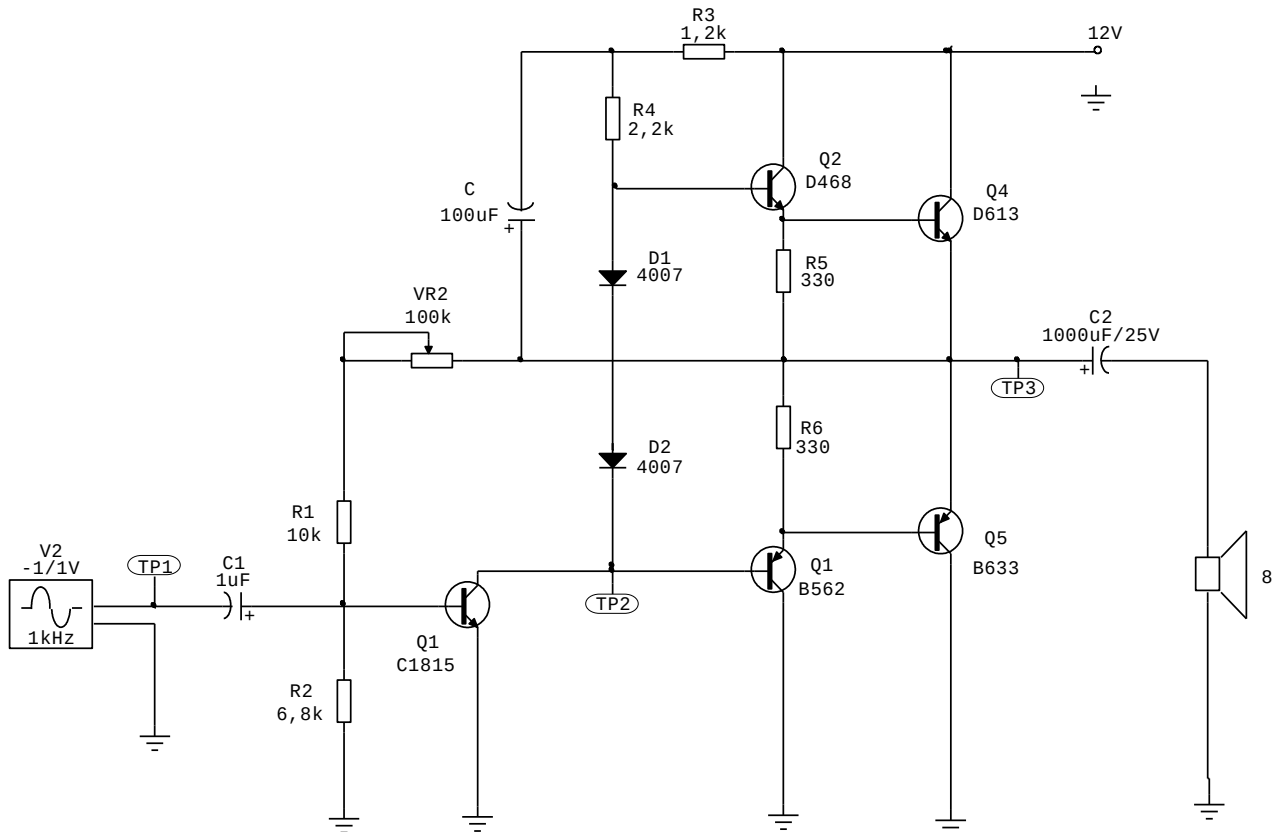 R3
1,2k
12V
R4
2,2k
Q2
D468
C
100uF
+
Q4
D613
D1
4007
R5
330
VR2
100k
C2
1000uF/25V
+
TP3
R6
330
D2
4007
R1
10k
V2
-1/1V
TP1
C1
1uF
+
1kHz
Q1
C1815
TP2
Q1
B562
Q5
B633
8
R2
6,8k